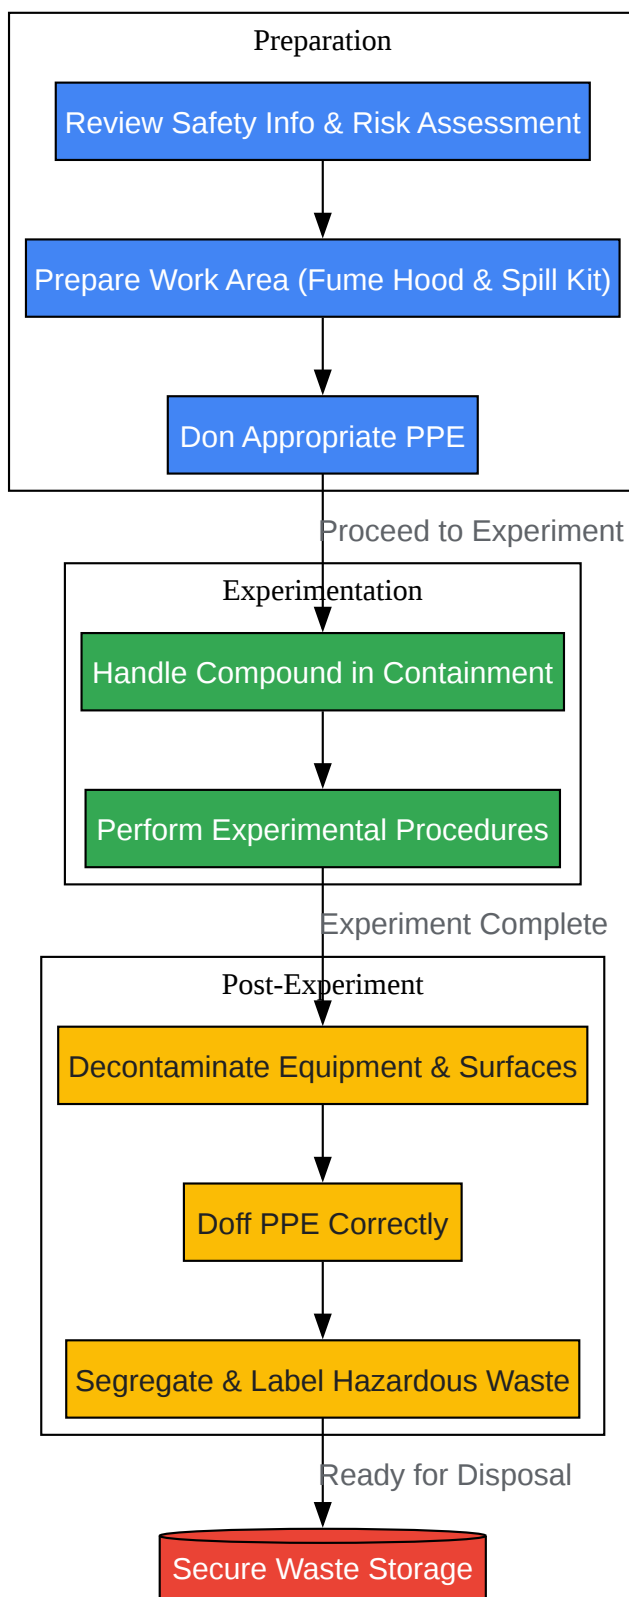 Preparation
Review Safety Info & Risk Assessment
Prepare Work Area (Fume Hood & Spill Kit)
Don Appropriate PPE
Proceed to Experiment
Experimentation
Handle Compound in Containment
Perform Experimental Procedures
Experiment Complete
Post-Experiment
Decontaminate Equipment & Surfaces
Doff PPE Correctly
Segregate & Label Hazardous Waste
Ready for Disposal
Secure Waste Storage